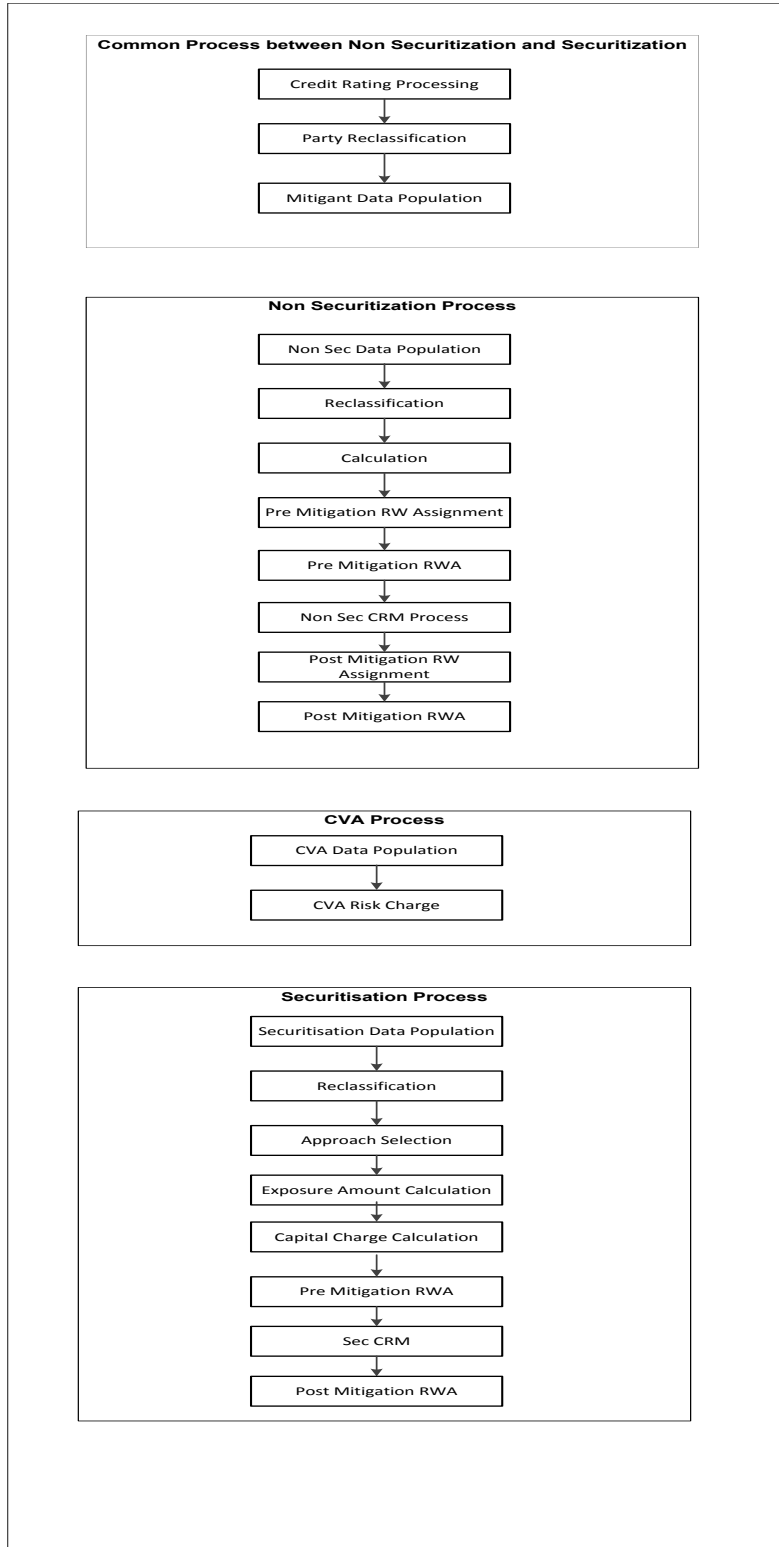 Common Process between Non Securitization and Securitization
Credit Rating Processing
Party Reclassification
Mitigant Data Population
Non Securitization Process
Non Sec Data Population
Reclassification
Calculation
Pre Mitigation RW Assignment
Pre Mitigation RWA
Non Sec CRM Process
Post Mitigation RW
Assignment
Post Mitigation RWA
CVA Process
CVA Data Population
CVA Risk Charge
Securitisation Process
Securitisation Data Population
Reclassification
Approach Selection
Exposure Amount Calculation
Capital Charge Calculation
Pre Mitigation RWA
Sec CRM
Post Mitigation RWA